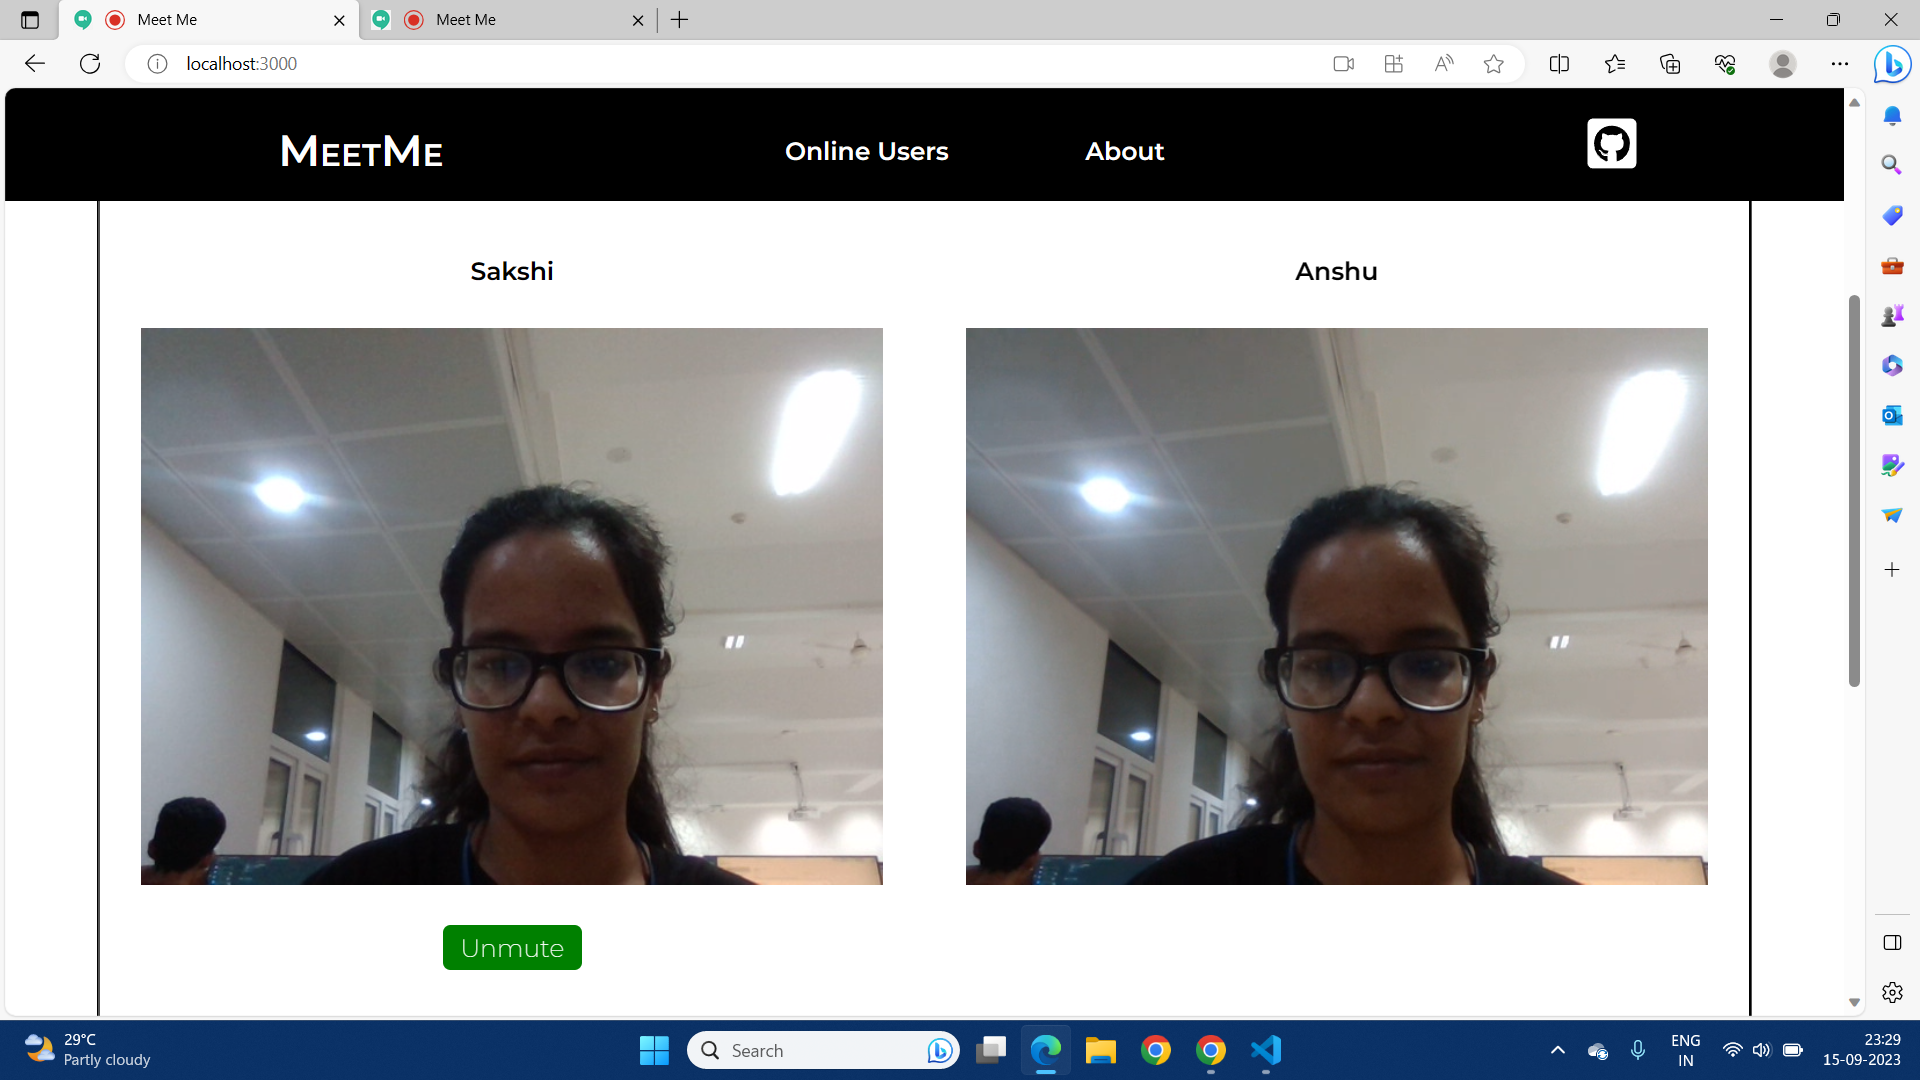 Meet Me
Meet Me
localhost:3000
MEETME
Online Users
About
Sakshi
Anshu
Unmute
29°C
Partly cloudy
Search
ENG
IN
23:29
15-09-2023